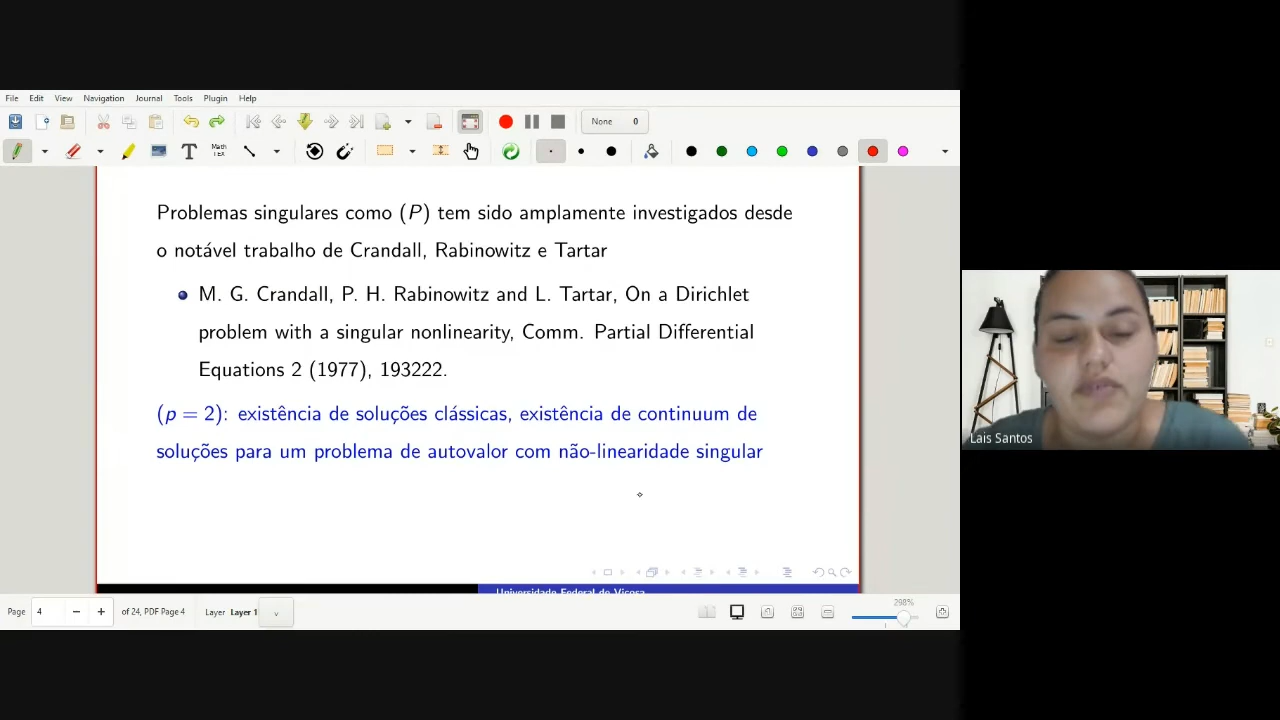 File Edit View Navigation Journal Tools Plugin Help
None 0
Math TEX
Problemas singulares como (P) tem sido amplamente investigados desde
o notável trabalho de Crandall, Rabinowitz e Tartar
M. G. Crandall, P. H. Rabinowitz and L. Tartar, On a Dirichlet
problem with a singular nonlinearity, Comm. Partial Differential
Equations 2 (1977), 193222.
(p = 2): existência de soluções clássicas, existência de continuum de
soluções para um problema de autovalor com não-linearidade singular
Universidade Federal de Viçosa
Page 4 of 24, PDF Page 4 Layer Layer 1 298%
Lais Santos